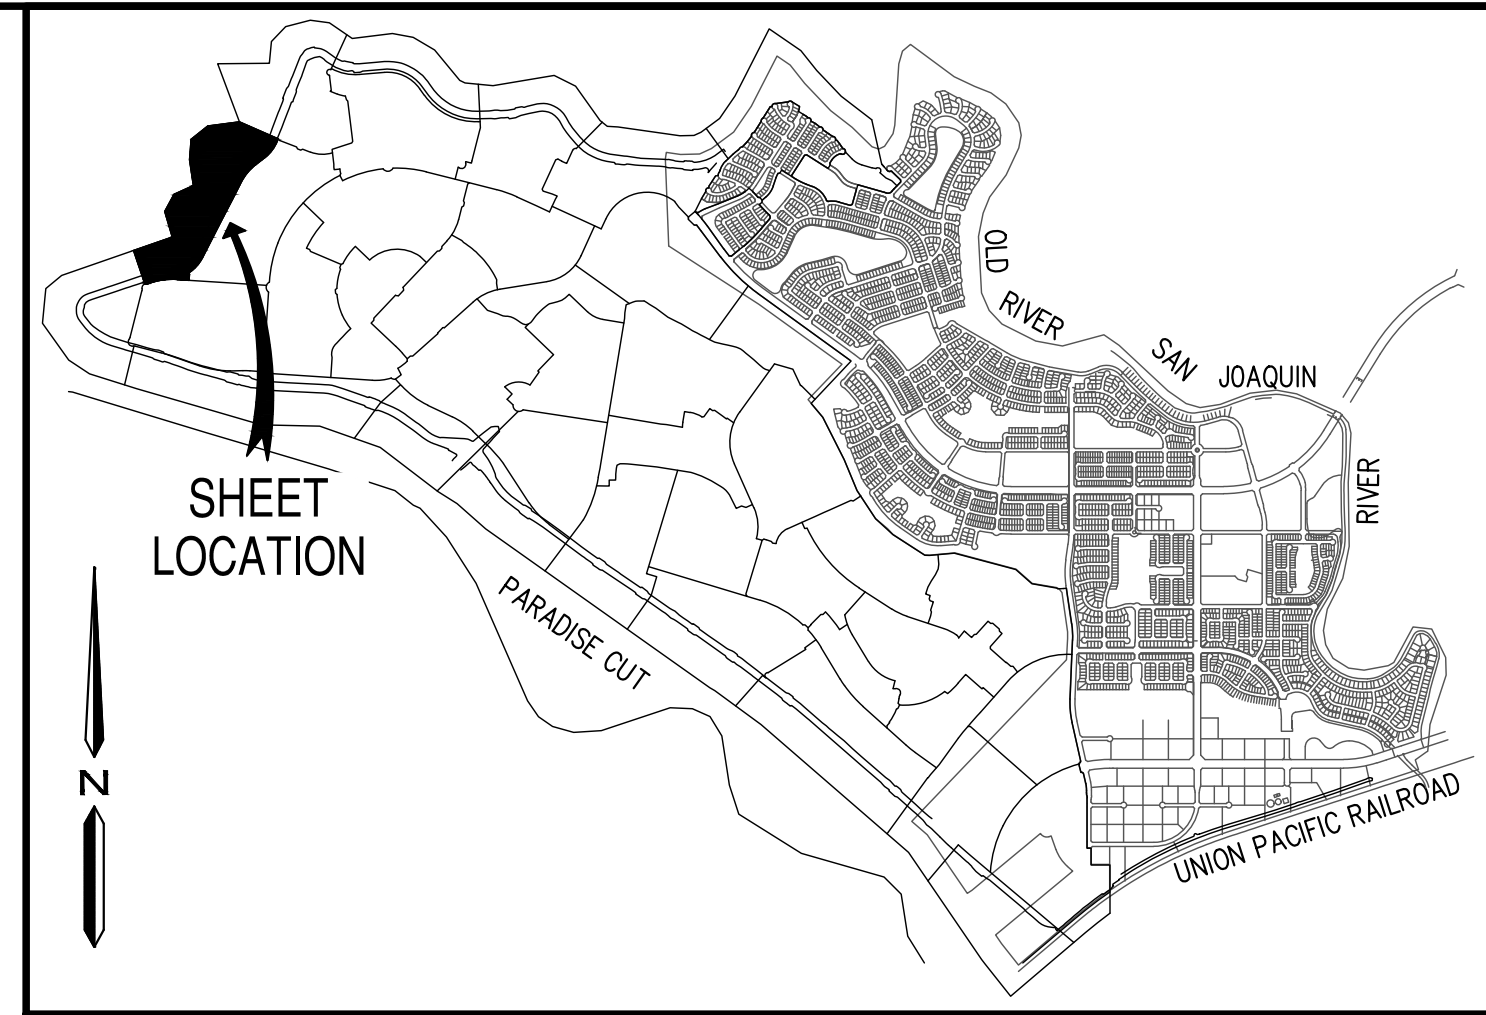 OLD
RIVER
SAN
JOAQUIN
RIVER
SHEET
LOCATION
PARADISE CUT
N
UNION PACIFIC RAILROAD